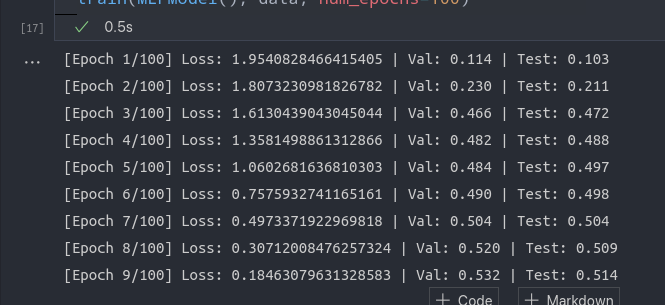 train(MLPModel(), data, num_epochs=100)
[17] ✓ 0.5s
... [Epoch 1/100] Loss: 1.9540828466415405 | Val: 0.114 | Test: 0.103
[Epoch 2/100] Loss: 1.8073230981826782 | Val: 0.230 | Test: 0.211
[Epoch 3/100] Loss: 1.6130439043045044 | Val: 0.466 | Test: 0.472
[Epoch 4/100] Loss: 1.3581498861312866 | Val: 0.482 | Test: 0.488
[Epoch 5/100] Loss: 1.0602681636810303 | Val: 0.484 | Test: 0.497
[Epoch 6/100] Loss: 0.7575932741165161 | Val: 0.490 | Test: 0.498
[Epoch 7/100] Loss: 0.4973371922969818 | Val: 0.504 | Test: 0.504
[Epoch 8/100] Loss: 0.30712008476257324 | Val: 0.520 | Test: 0.509
[Epoch 9/100] Loss: 0.18463079631328583 | Val: 0.532 | Test: 0.514
+ Code + Markdown